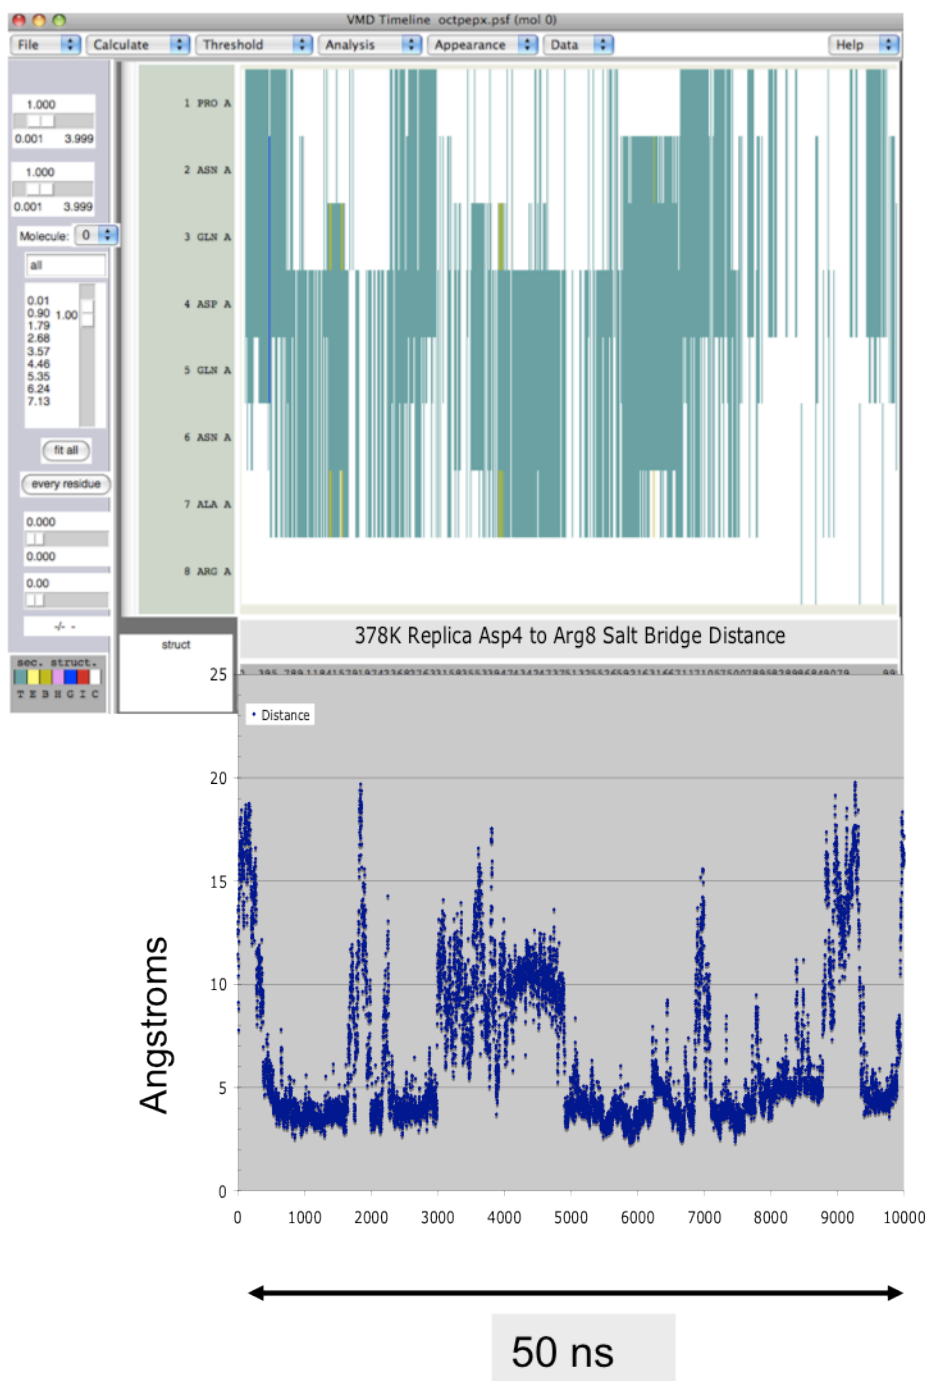 VMD Timeline octpepx.psf (mol 0)
File Calculate Threshold Analysis Appearance Data Help
1.000
0.001 3.999
1.000
0.001 3.999
Molecule: 0
all
0.01
0.90 1.00
1.79
2.68
3.57
4.46
5.35
6.24
7.13
fit all
every residue
0.000
0.000
0.00
-/- -
sec. struct.
T E B H G I C
1 PRO A
2 ASN A
3 GLN A
4 ASP A
5 GLN A
6 ASN A
7 ALA A
8 ARG A
struct
378K Replica Asp4 to Arg8 Salt Bridge Distance
Distance
Angstroms
25
20
15
10
5
0
0 1000 2000 3000 4000 5000 6000 7000 8000 9000 10000
50 ns